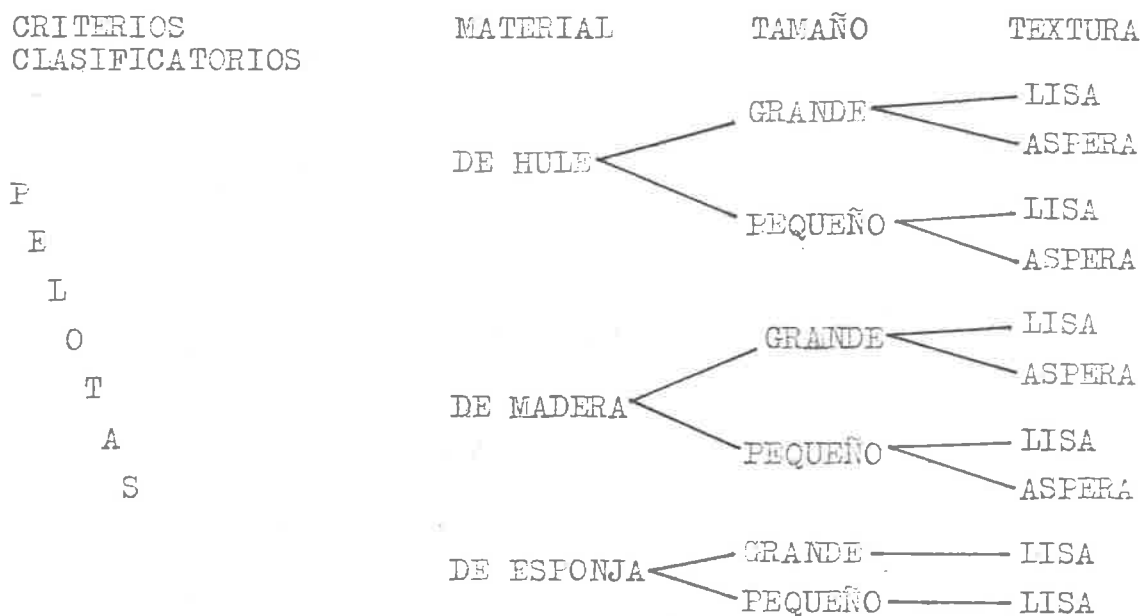 CRITERIOS MATERIAL TAMAÑO TEXTURA
CLASIFICATORIOS
LISA
GRANDE
ASPERA
DE HULE
P
LISA
PEQUEÑO
E
ASPERA
L
LISA
O GRANDE
ASPERA
T
DE MADERA
A
LISA
PEQUEÑO
S
ASPERA
GRANDE LISA
DE ESPONJA
PEQUEÑO LISA